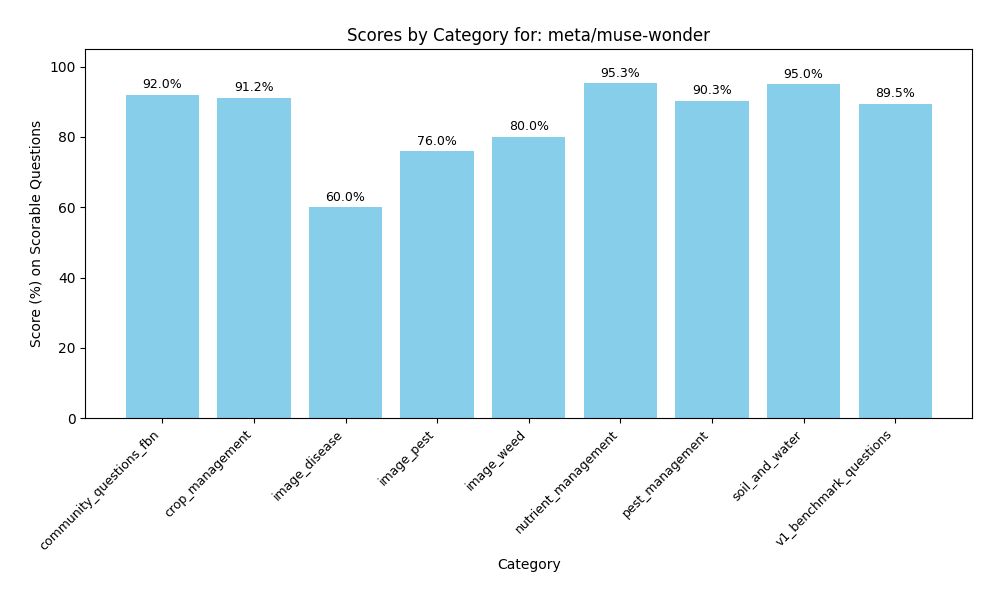 Scores by Category for: meta/muse-wonder
Score (%) on Scorable Questions
100
80
60
40
20
0
92.0%
91.2%
60.0%
76.0%
80.0%
95.3%
90.3%
95.0%
89.5%
community_questions_fbn
crop_management
image_disease
image_pest
image_weed
nutrient_management
pest_management
soil_and_water
v1_benchmark_questions
Category